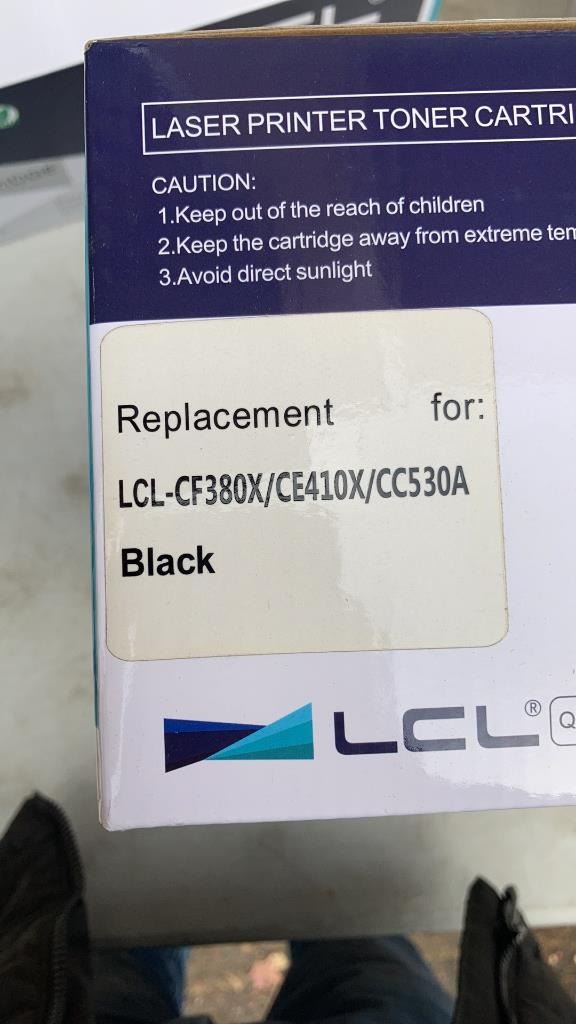 LASER PRINTER TONER CARTRI
CAUTION:
1.Keep out of the reach of children
2.Keep the cartridge away from extreme tem
3.Avoid direct sunlight
Replacement for:
LCL-CF380X/CE410X/CC530A
Black
LCL®
Q